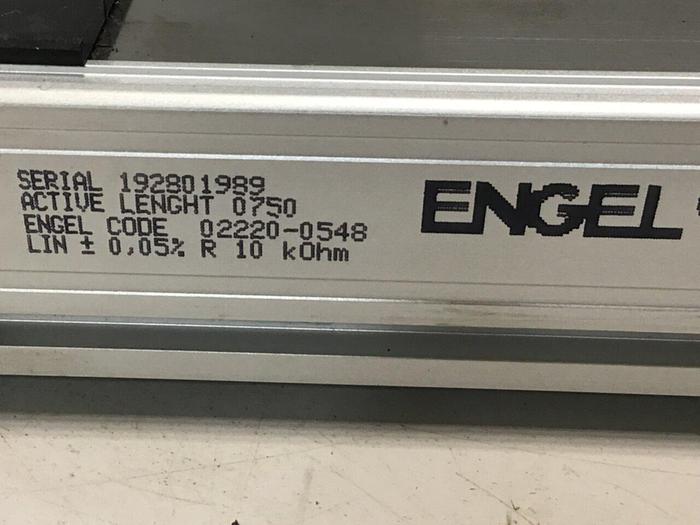 SERIAL 192801989
ACTIVE LENGHT 0750
ENGEL CODE 02220-0548
LIN ± 0,05% R 10 kOhm
ENGEL